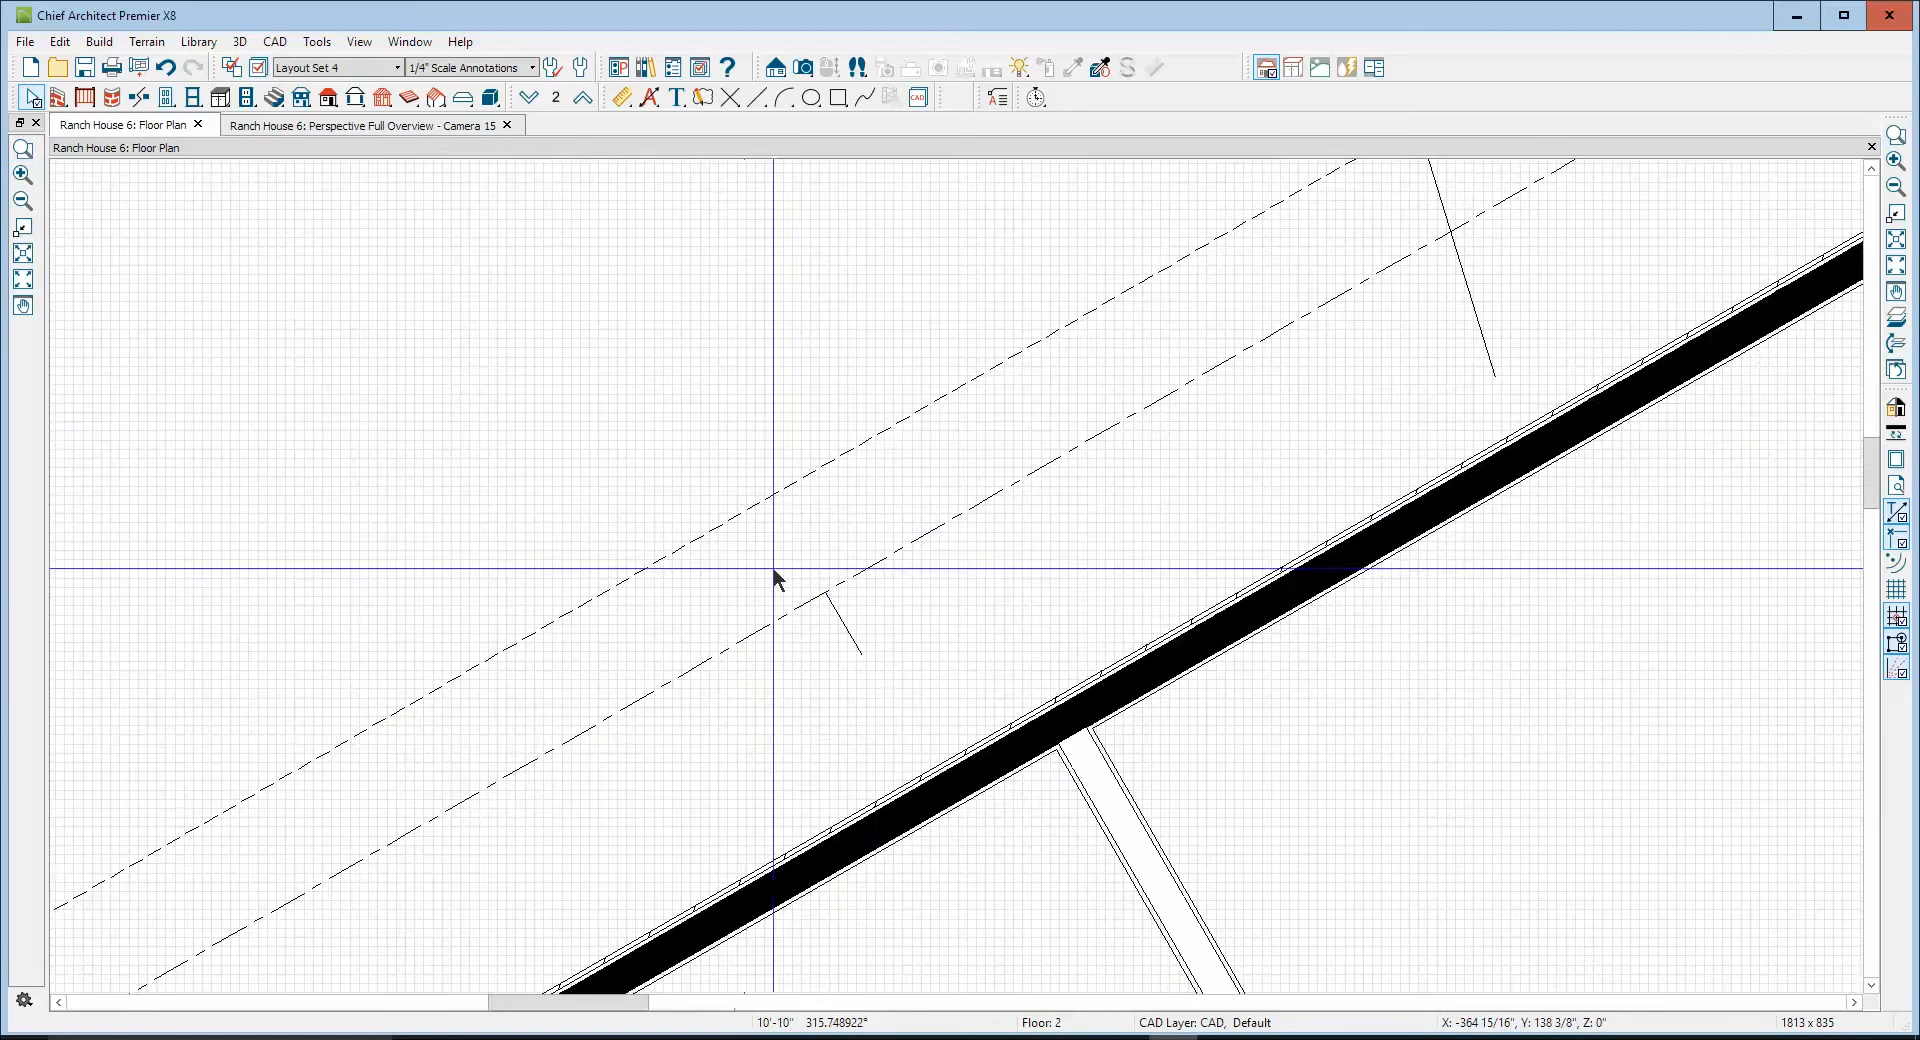 Chief Architect Premier X8
File Edit Build Terrain Library 3D CAD Tools View Window Help
Layout Set 4 1/4" Scale Annotations
2 CAD
Ranch House 6: Floor Plan Ranch House 6: Perspective Full Overview - Camera 15
Ranch House 6: Floor Plan
10'-10" 315.748922° Floor: 2 CAD Layer: CAD, Default X: -364 15/16", Y: 138 3/8", Z: 0" 1813 x 835